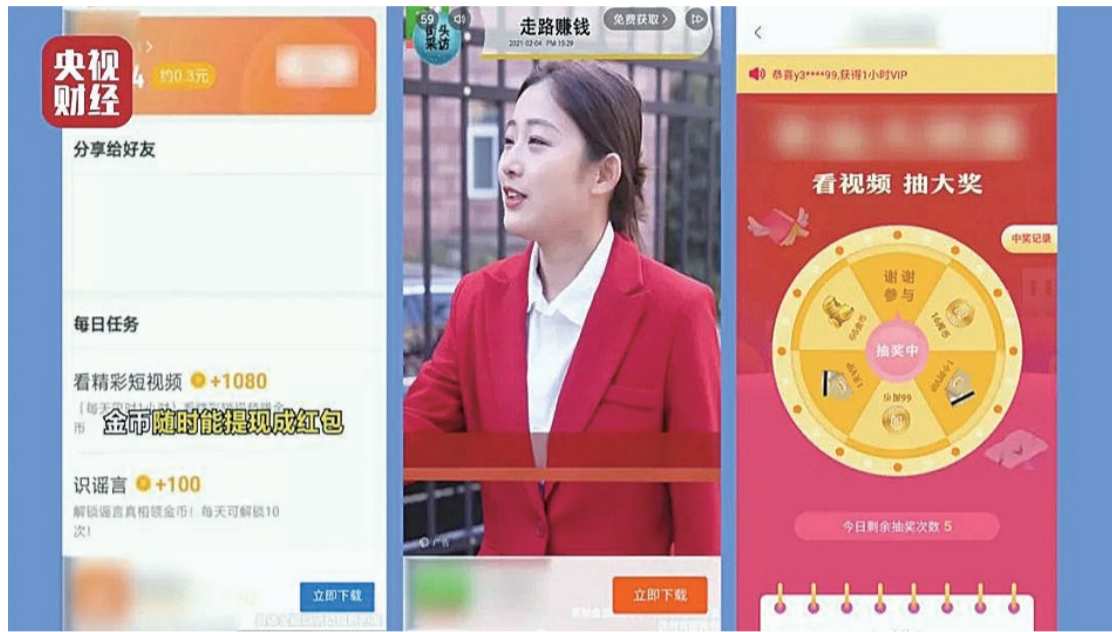 央视
财经
约0.3元
分享给好友
每日任务
看精彩短视频 +1080
金币随时能提现成红包
识谣言 +100
解锁谣言真相领金币！每天可解锁10
次！
立即下载
59
街头
采访
走路赚钱
2021-02-04 PM 15:29
免费获取>
广告
立即下载
恭喜y3****99,获得1小时VIP
看视频 抽大奖
中奖记录
谢谢
参与
抽奖中
今日剩余抽奖次数 5